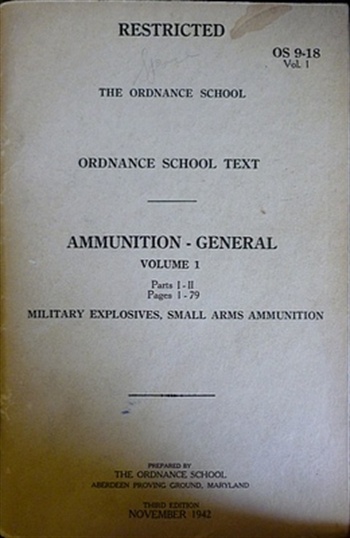 RESTRICTED
OS 9-18
Vol. 1
THE ORDNANCE SCHOOL
ORDNANCE SCHOOL TEXT
AMMUNITION - GENERAL
VOLUME 1
Parts I - II
Pages 1 - 79
MILITARY EXPLOSIVES, SMALL ARMS AMMUNITION
PREPARED BY
THE ORDNANCE SCHOOL
ABERDEEN PROVING GROUND, MARYLAND
THIRD EDITION
NOVEMBER 1942